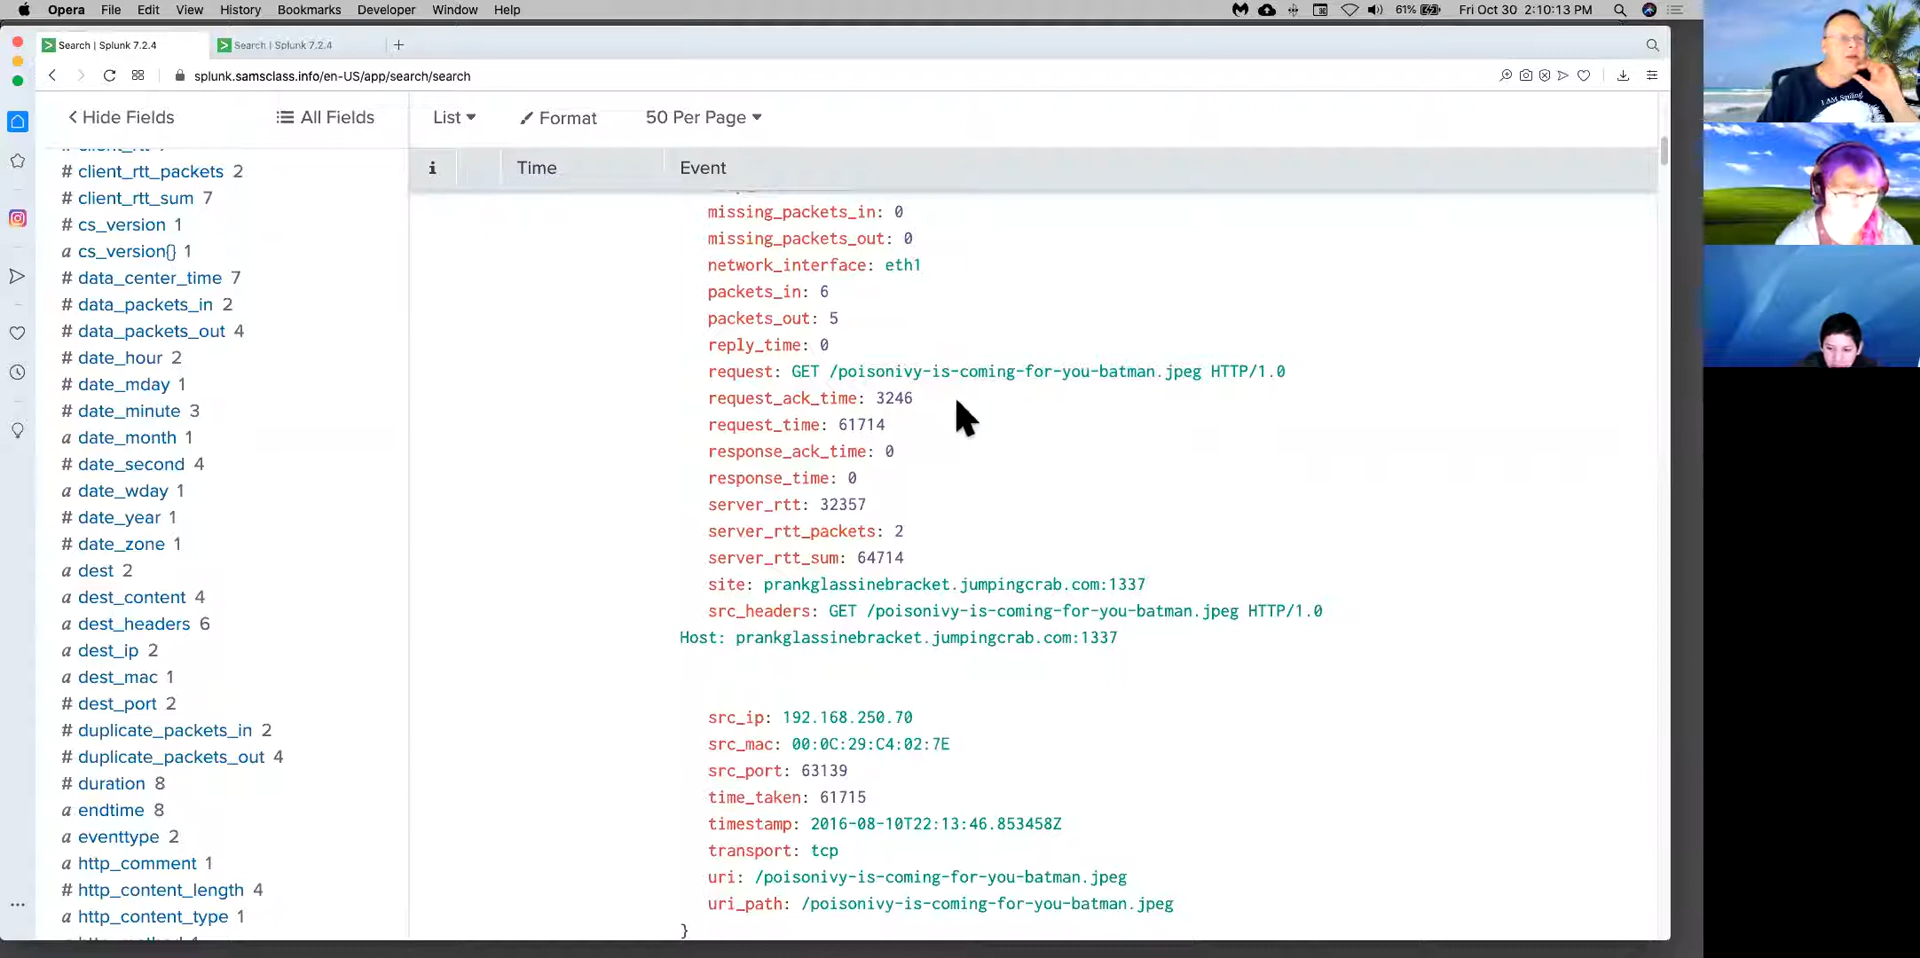 Opera File Edit View History Bookmarks Developer Window Help 61% Fri Oct 30 2:10:13 PM
Search | Splunk 7.2.4 Search | Splunk 7.2.4
splunk.samsclass.info/en-US/app/search/search
Hide Fields All Fields List Format 50 Per Page
i Time Event
# client_rtt_packets 2
# client_rtt_sum 7
# cs_version 1
a cs_version{} 1
# data_center_time 7
# data_packets_in 2
# data_packets_out 4
# date_hour 2
# date_mday 1
# date_minute 3
a date_month 1
# date_second 4
a date_wday 1
# date_year 1
# date_zone 1
a dest 2
a dest_content 4
a dest_headers 6
a dest_ip 2
a dest_mac 1
# dest_port 2
# duplicate_packets_in 2
# duplicate_packets_out 4
# duration 8
a endtime 8
a eventtype 2
a http_comment 1
# http_content_length 4
a http_content_type 1
missing_packets_in: 0
missing_packets_out: 0
network_interface: eth1
packets_in: 6
packets_out: 5
reply_time: 0
request: GET /poisonivy-is-coming-for-you-batman.jpeg HTTP/1.0
request_ack_time: 3246
request_time: 61714
response_ack_time: 0
response_time: 0
server_rtt: 32357
server_rtt_packets: 2
server_rtt_sum: 64714
site: prankglassinebracket.jumpingcrab.com:1337
src_headers: GET /poisonivy-is-coming-for-you-batman.jpeg HTTP/1.0
Host: prankglassinebracket.jumpingcrab.com:1337
src_ip: 192.168.250.70
src_mac: 00:0C:29:C4:02:7E
src_port: 63139
time_taken: 61715
timestamp: 2016-08-10T22:13:46.853458Z
transport: tcp
uri: /poisonivy-is-coming-for-you-batman.jpeg
uri_path: /poisonivy-is-coming-for-you-batman.jpeg
}